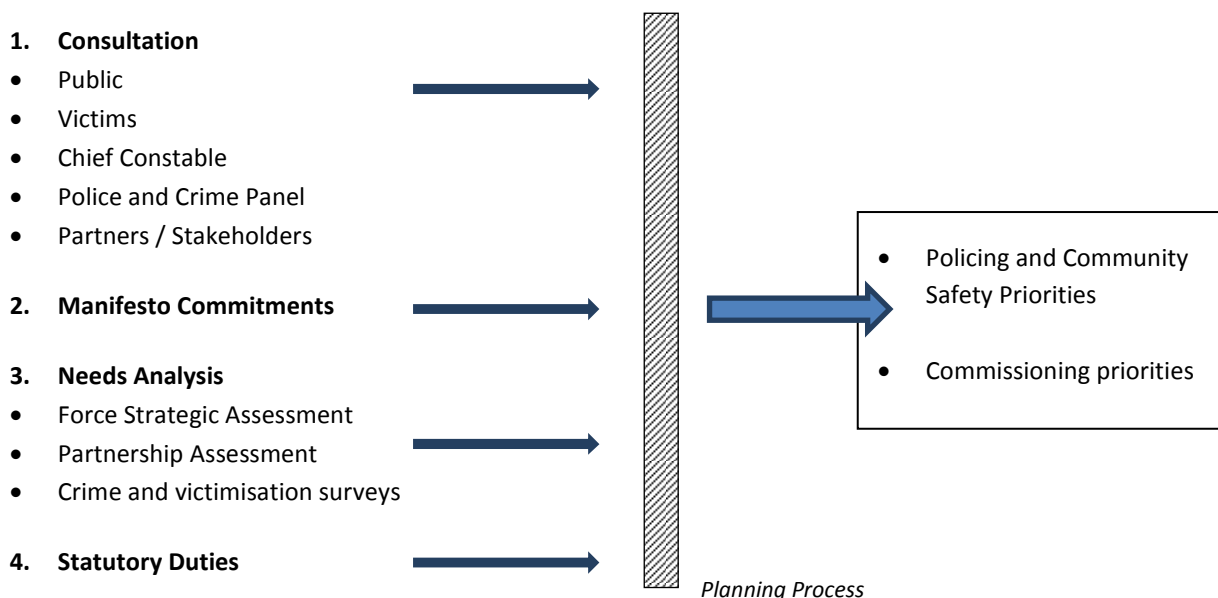 1. Consultation
• Public
• Victims
• Chief Constable
• Police and Crime Panel
• Partners / Stakeholders
2. Manifesto Commitments
3. Needs Analysis
• Force Strategic Assessment
• Partnership Assessment
• Crime and victimisation surveys
4. Statutory Duties
Planning Process
• Policing and Community
Safety Priorities
• Commissioning priorities